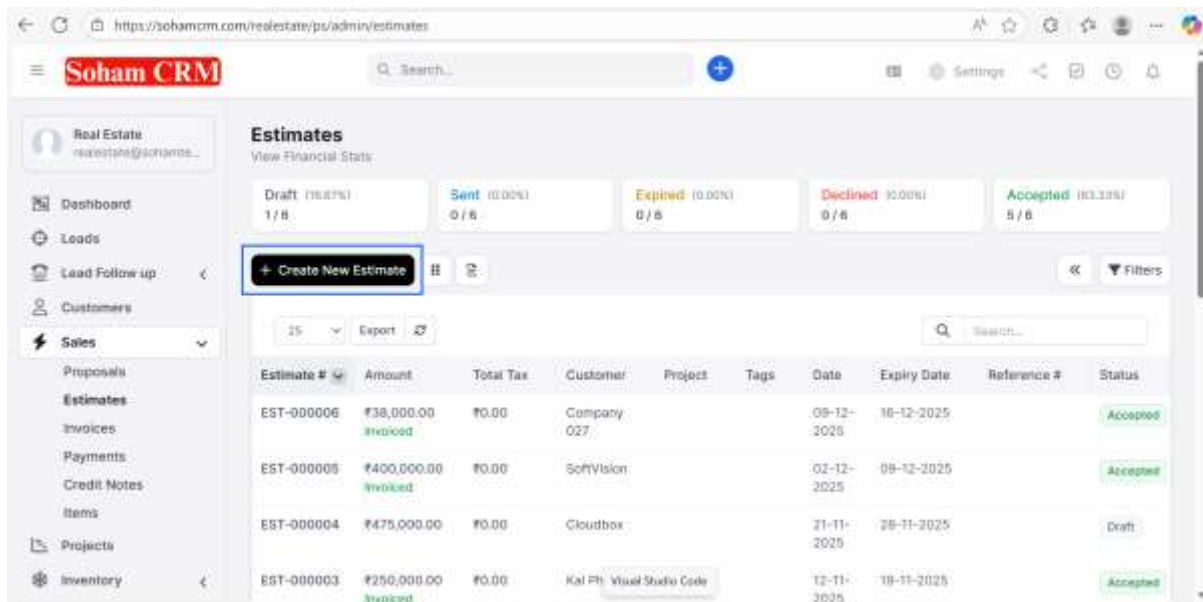 https://sohamcrm.com/realestate/ps/admin/estimates
Soham CRM
Search...
Settings
Real Estate
Dashboard
Leads
Lead Follow up
Customers
Sales
Proposals
Estimates
Invoices
Payments
Credit Notes
Items
Projects
Inventory
Estimates
View Financial Stats
Draft (16.67%) Sent (0.00%) Expired (0.00%) Declined (0.00%) Accepted (83.33%)
1 / 6 0 / 6 0 / 6 0 / 6 5 / 6
+ Create New Estimate
Filters
25 Export Search...
Estimate # Amount Total Tax Customer Project Tags Date Expiry Date Reference # Status
EST-000006 ₹38,000.00 ₹0.00 Company 09-12- 16-12-2025 Accepted
Invoiced 027 2025
EST-000005 ₹400,000.00 ₹0.00 SoftVision 02-12- 09-12-2025 Accepted
Invoiced 2025
EST-000004 ₹475,000.00 ₹0.00 Cloudbox 21-11- 28-11-2025 Draft
2025
EST-000003 ₹250,000.00 ₹0.00 Kal Ph Visual Studio Code 12-11- 19-11-2025 Accepted
Invoiced 2025